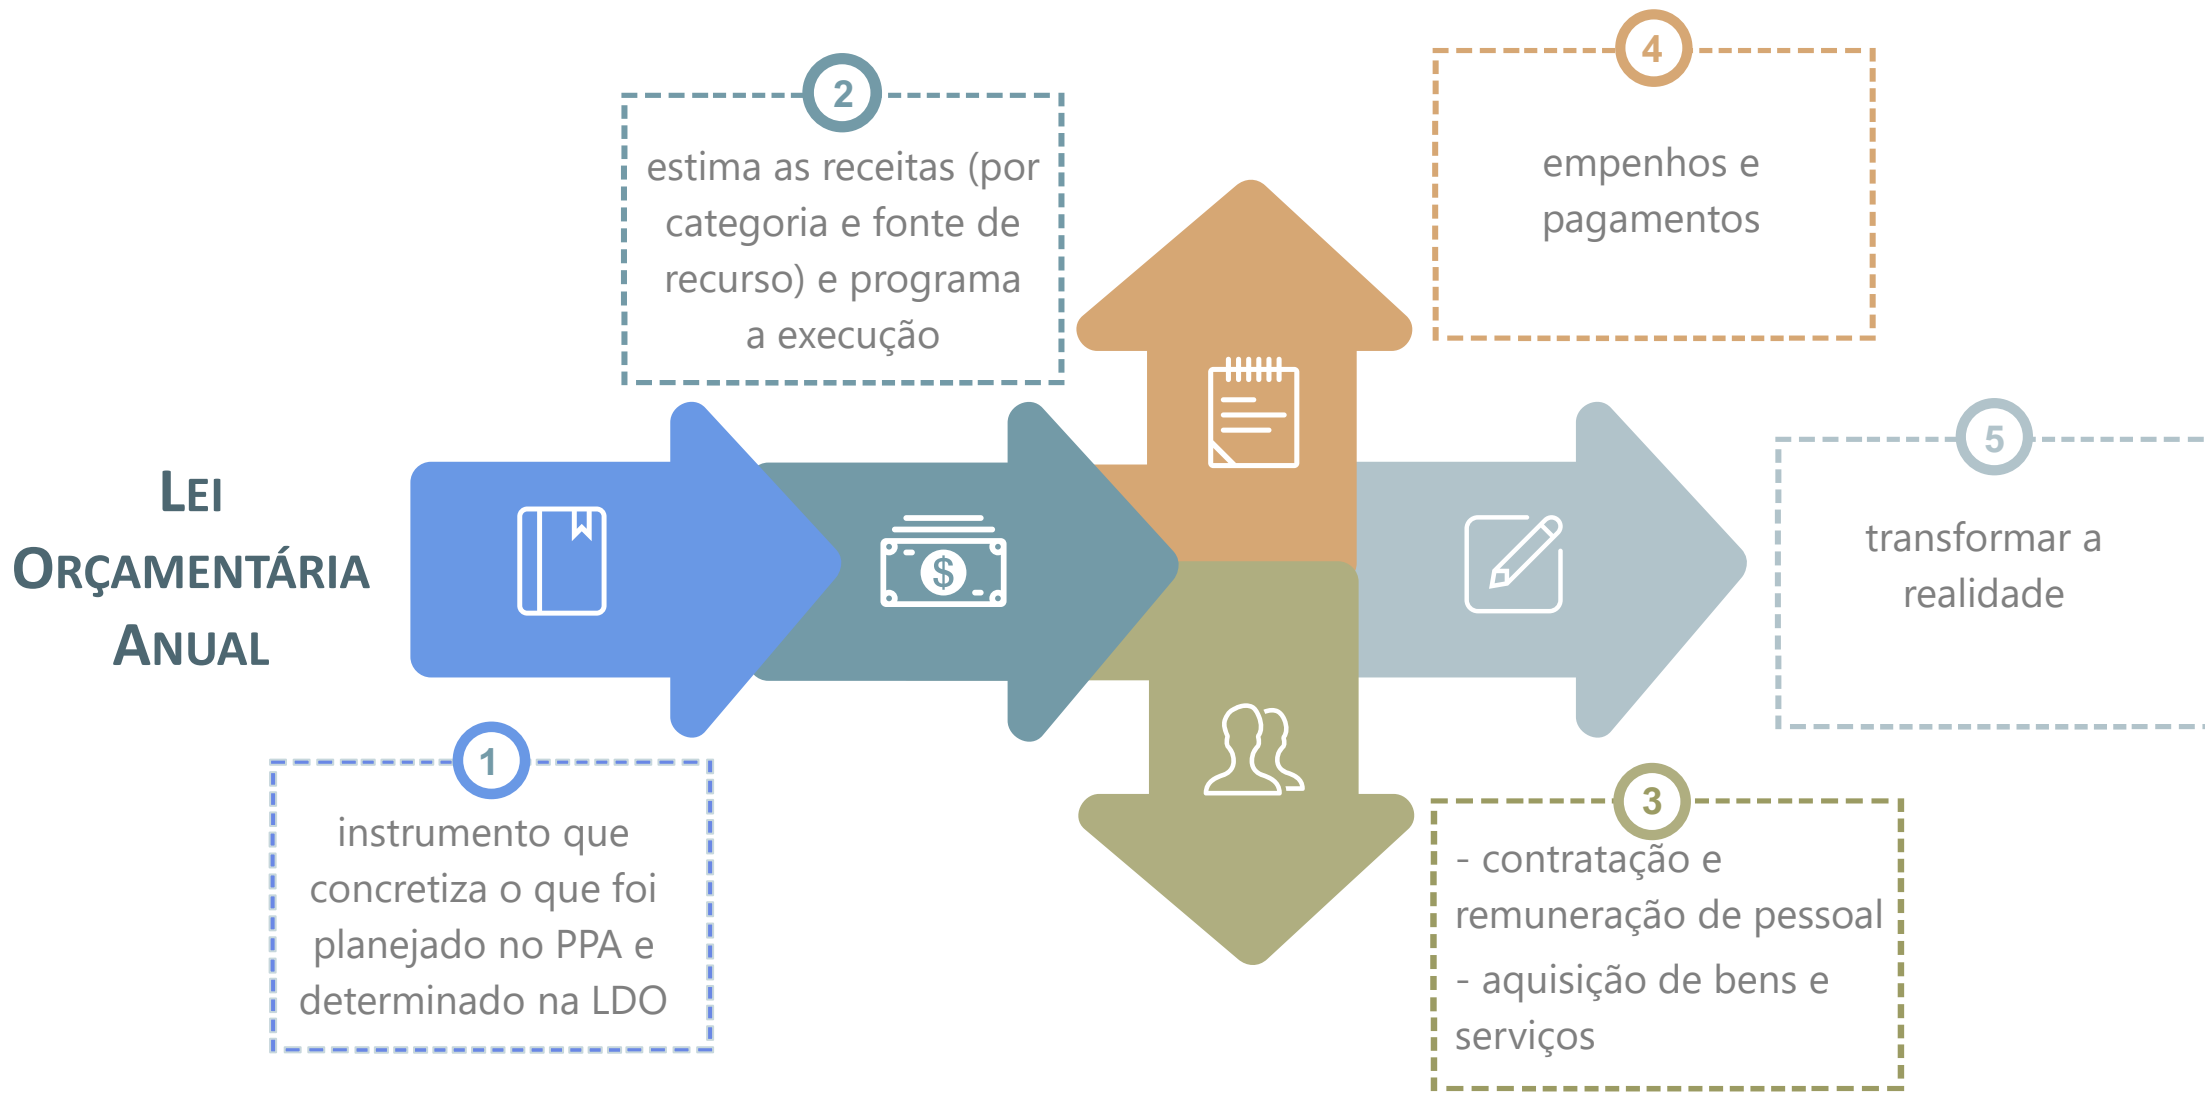 LEI
ORÇAMENTÁRIA
ANUAL
1
instrumento que
concretiza o que foi
planejado no PPA e
determinado na LDO
2
estima as receitas (por
categoria e fonte de
recurso) e programa
a execução
$
3
- contratação e
remuneração de pessoal
- aquisição de bens e
serviços
4
empenhos e
pagamentos
5
transformar a
realidade